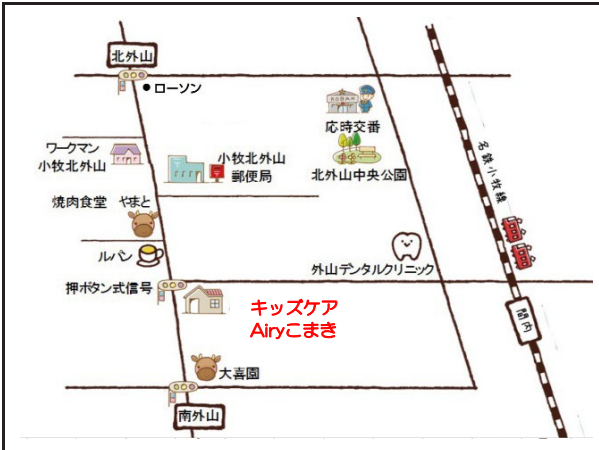 北外山
ローソン
応時交番
ワークマン
小牧北外山
小牧北外山
郵便局
北外山中央公園
名鉄小牧線
焼肉食堂 やまと
ルパン
外山デンタルクリニック
押ボタン式信号
キッズケア
Airyこまき
間内
大喜園
南外山